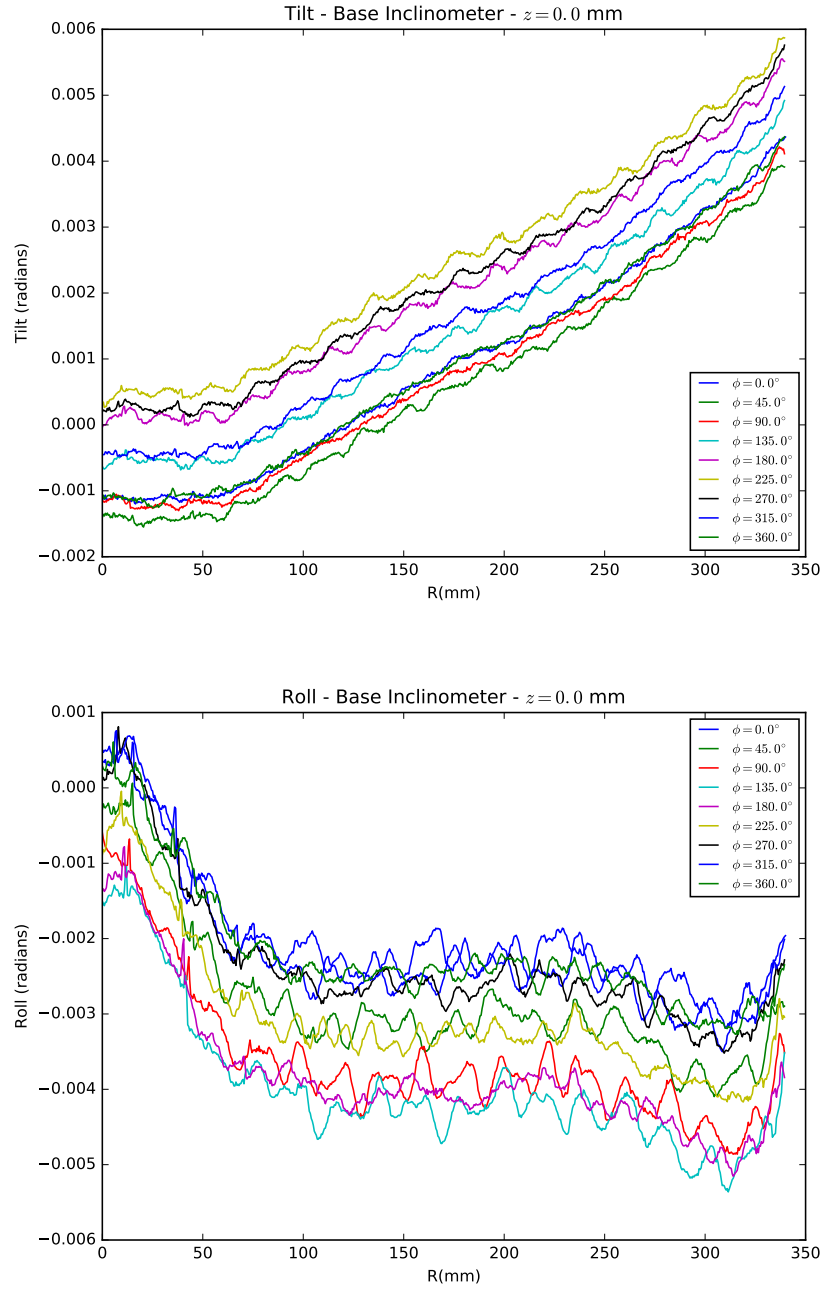 Tilt - Base Inclinometer - z = 0.0 mm
0.006
0.005
0.004
0.003
0.002
0.001
0.000
−0.001
−0.002
Tilt (radians)
ϕ = 0.0°
ϕ = 45.0°
ϕ = 90.0°
ϕ = 135.0°
ϕ = 180.0°
ϕ = 225.0°
ϕ = 270.0°
ϕ = 315.0°
ϕ = 360.0°
0 50 100 150 200 250 300 350
R(mm)
Roll - Base Inclinometer - z = 0.0 mm
0.001
0.000
−0.001
−0.002
−0.003
−0.004
−0.005
−0.006
Roll (radians)
ϕ = 0.0°
ϕ = 45.0°
ϕ = 90.0°
ϕ = 135.0°
ϕ = 180.0°
ϕ = 225.0°
ϕ = 270.0°
ϕ = 315.0°
ϕ = 360.0°
0 50 100 150 200 250 300 350
R(mm)